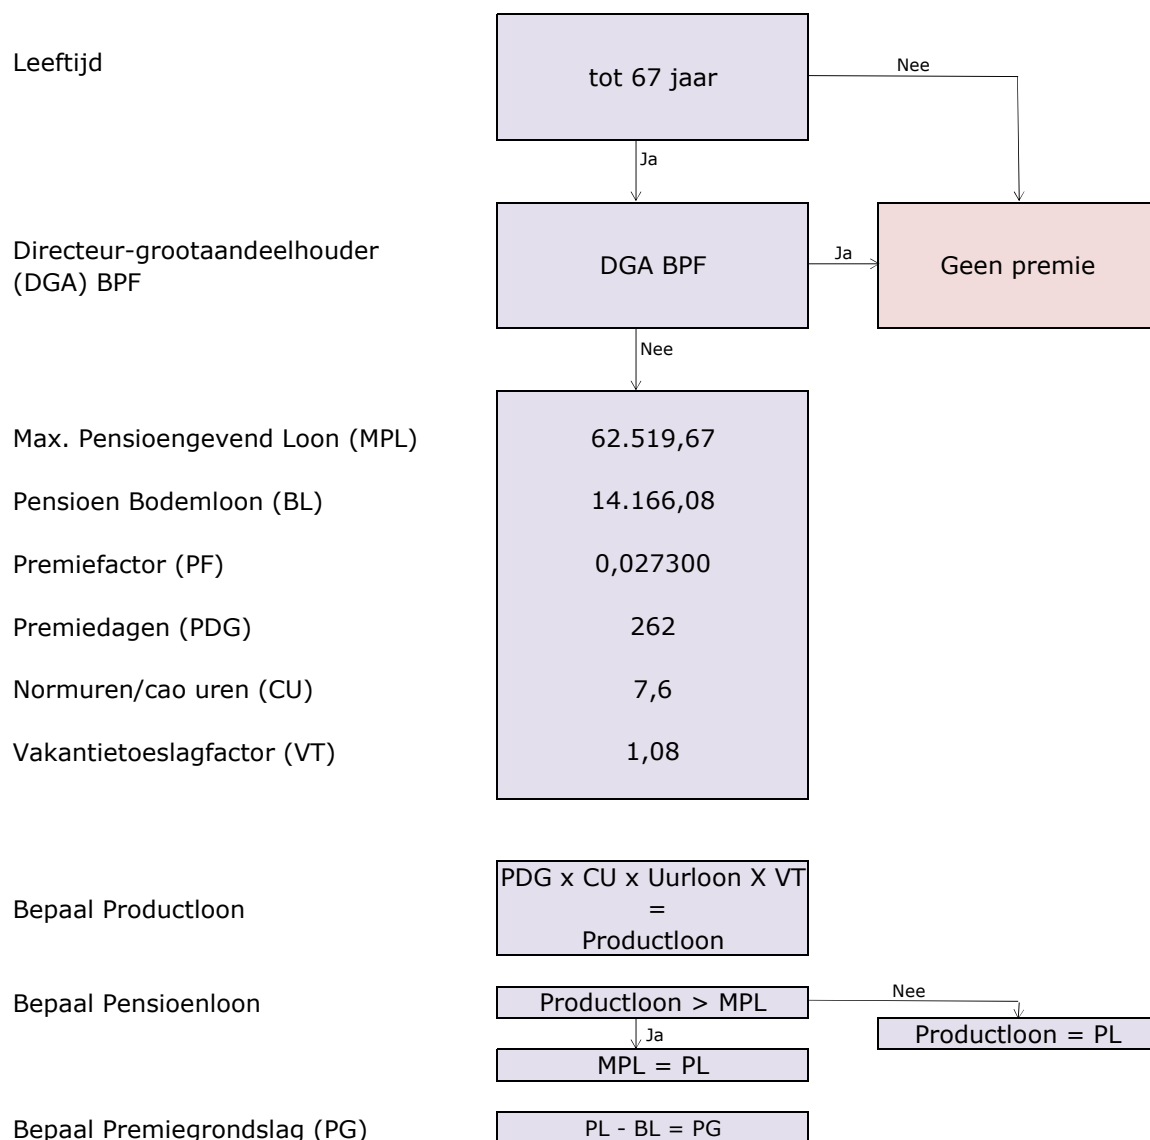 Leeftijd
tot 67 jaar
Nee
Ja
Directeur-grootaandeelhouder
(DGA) BPF
DGA BPF
Ja
Geen premie
Nee
Max. Pensioengevend Loon (MPL)
62.519,67
Pensioen Bodemloon (BL)
14.166,08
Premiefactor (PF)
0,027300
Premiedagen (PDG)
262
Normuren/cao uren (CU)
7,6
Vakantietoeslagfactor (VT)
1,08
Bepaal Productloon
PDG x CU x Uurloon X VT
=
Productloon
Bepaal Pensioenloon
Productloon > MPL
Nee
Ja
Productloon = PL
MPL = PL
Bepaal Premiegrondslag (PG)
PL - BL = PG